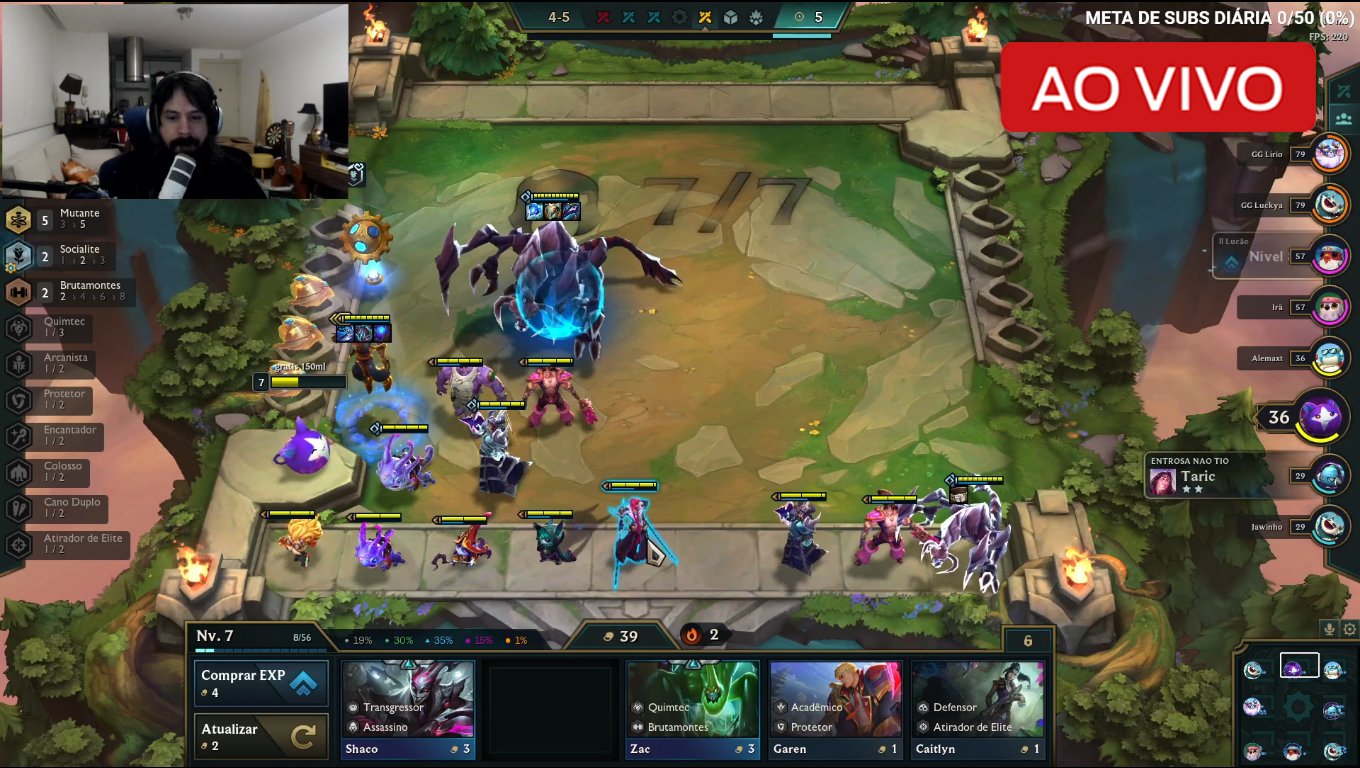 4-5
5
META DE SUBS DIÁRIA 0/50 (0%)
FPS: 220
AO VIVO
GG Lirio 79
GG Luckya 79
Il Lucão
Nível 57
Irã 57
Alemaxt 36
36
ENTROSA NAO TIO
Taric
29
Jawinho 29
7/7
5 Mutante
3 5
2 Socialite
1 2 3
2 Brutamontes
2 4 6 8
Quimtec
1 / 3
Arcanista
1 / 2
Protetor
1 / 2
Encantador
1 / 2
Colosso
1 / 2
Cano Duplo
1 / 2
Atirador de Elite
1 / 2
gratis 150ml
7
Nv. 7
8/56
19% 30% 35% 15% 1%
39
2
6
Comprar EXP
4
Atualizar
2
Transgressor
Assassino
Shaco 3
Quimtec
Brutamontes
Zac 3
Acadêmico
Protetor
Garen 1
Defensor
Atirador de Elite
Caitlyn 1